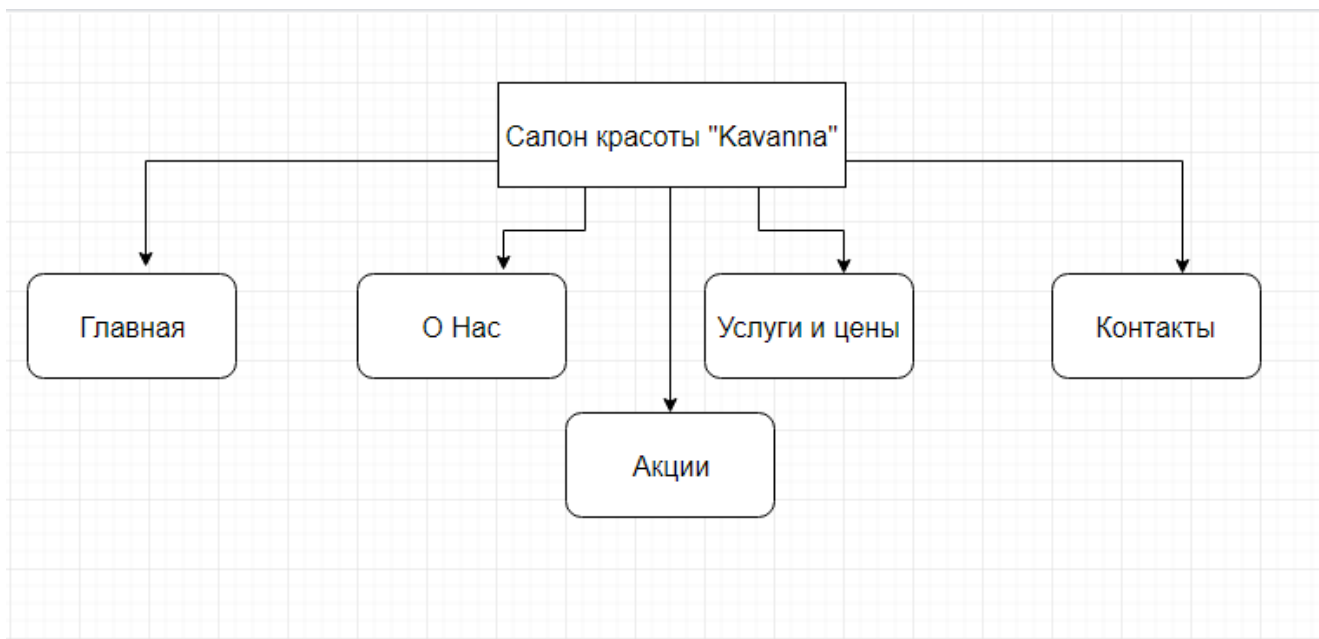 Салон красоты "Kavanna"
Главная
О Нас
Услуги и цены
Контакты
Акции